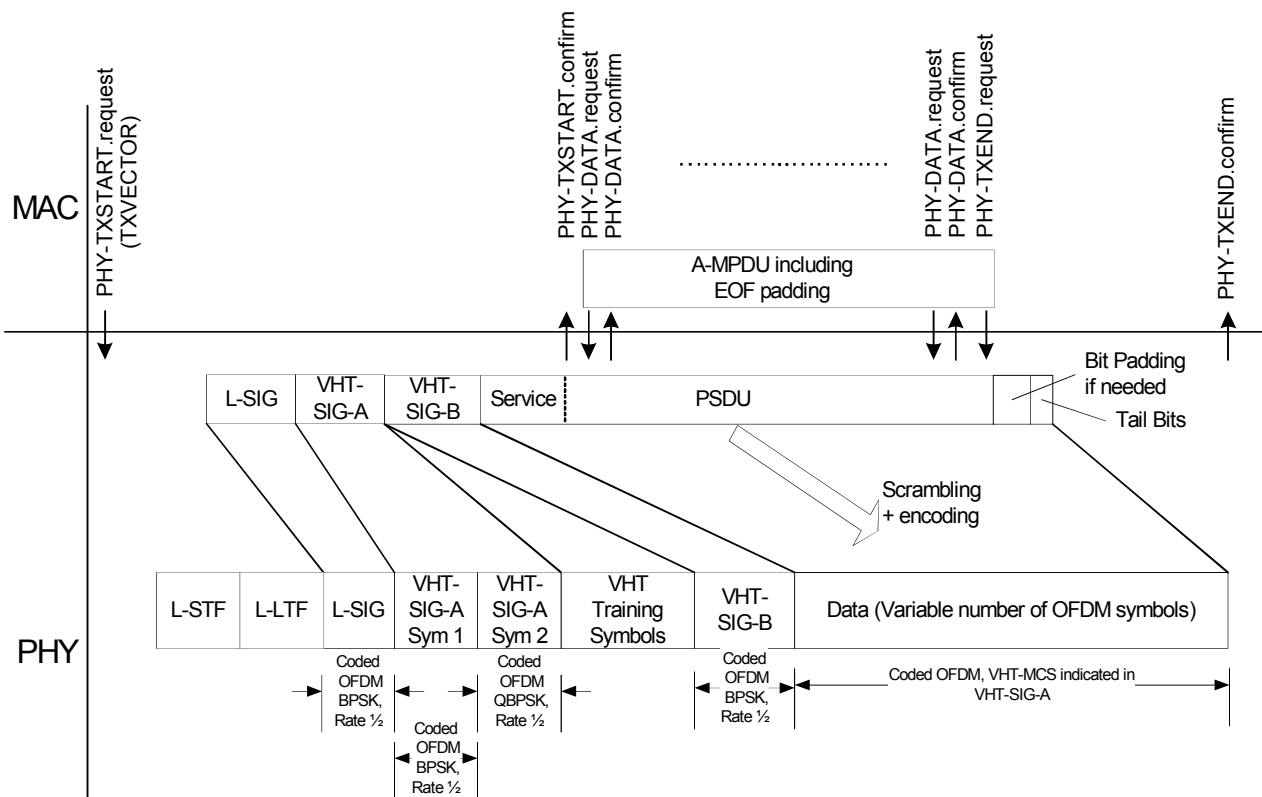 PHY-TXSTART.request
(TXVECTOR)
PHY-TXSTART.confirm
PHY-DATA.request
PHY-DATA.confirm
PHY-DATA.request
PHY-DATA.confirm
PHY-TXEND.request
PHY-TXEND.confirm
MAC
A-MPDU including
EOF padding
L-SIG
VHT-
SIG-A
VHT-
SIG-B
Service
PSDU
Bit Padding
if needed
Tail Bits
Scrambling
+ encoding
PHY
L-STF
L-LTF
L-SIG
VHT-
SIG-A
Sym 1
VHT-
SIG-A
Sym 2
VHT
Training
Symbols
VHT-
SIG-B
Data (Variable number of OFDM symbols)
Coded
OFDM
BPSK,
Rate ½
Coded
OFDM
BPSK,
Rate ½
Coded
OFDM
QBPSK,
Rate ½
Coded
OFDM
BPSK,
Rate ½
Coded OFDM, VHT-MCS indicated in
VHT-SIG-A